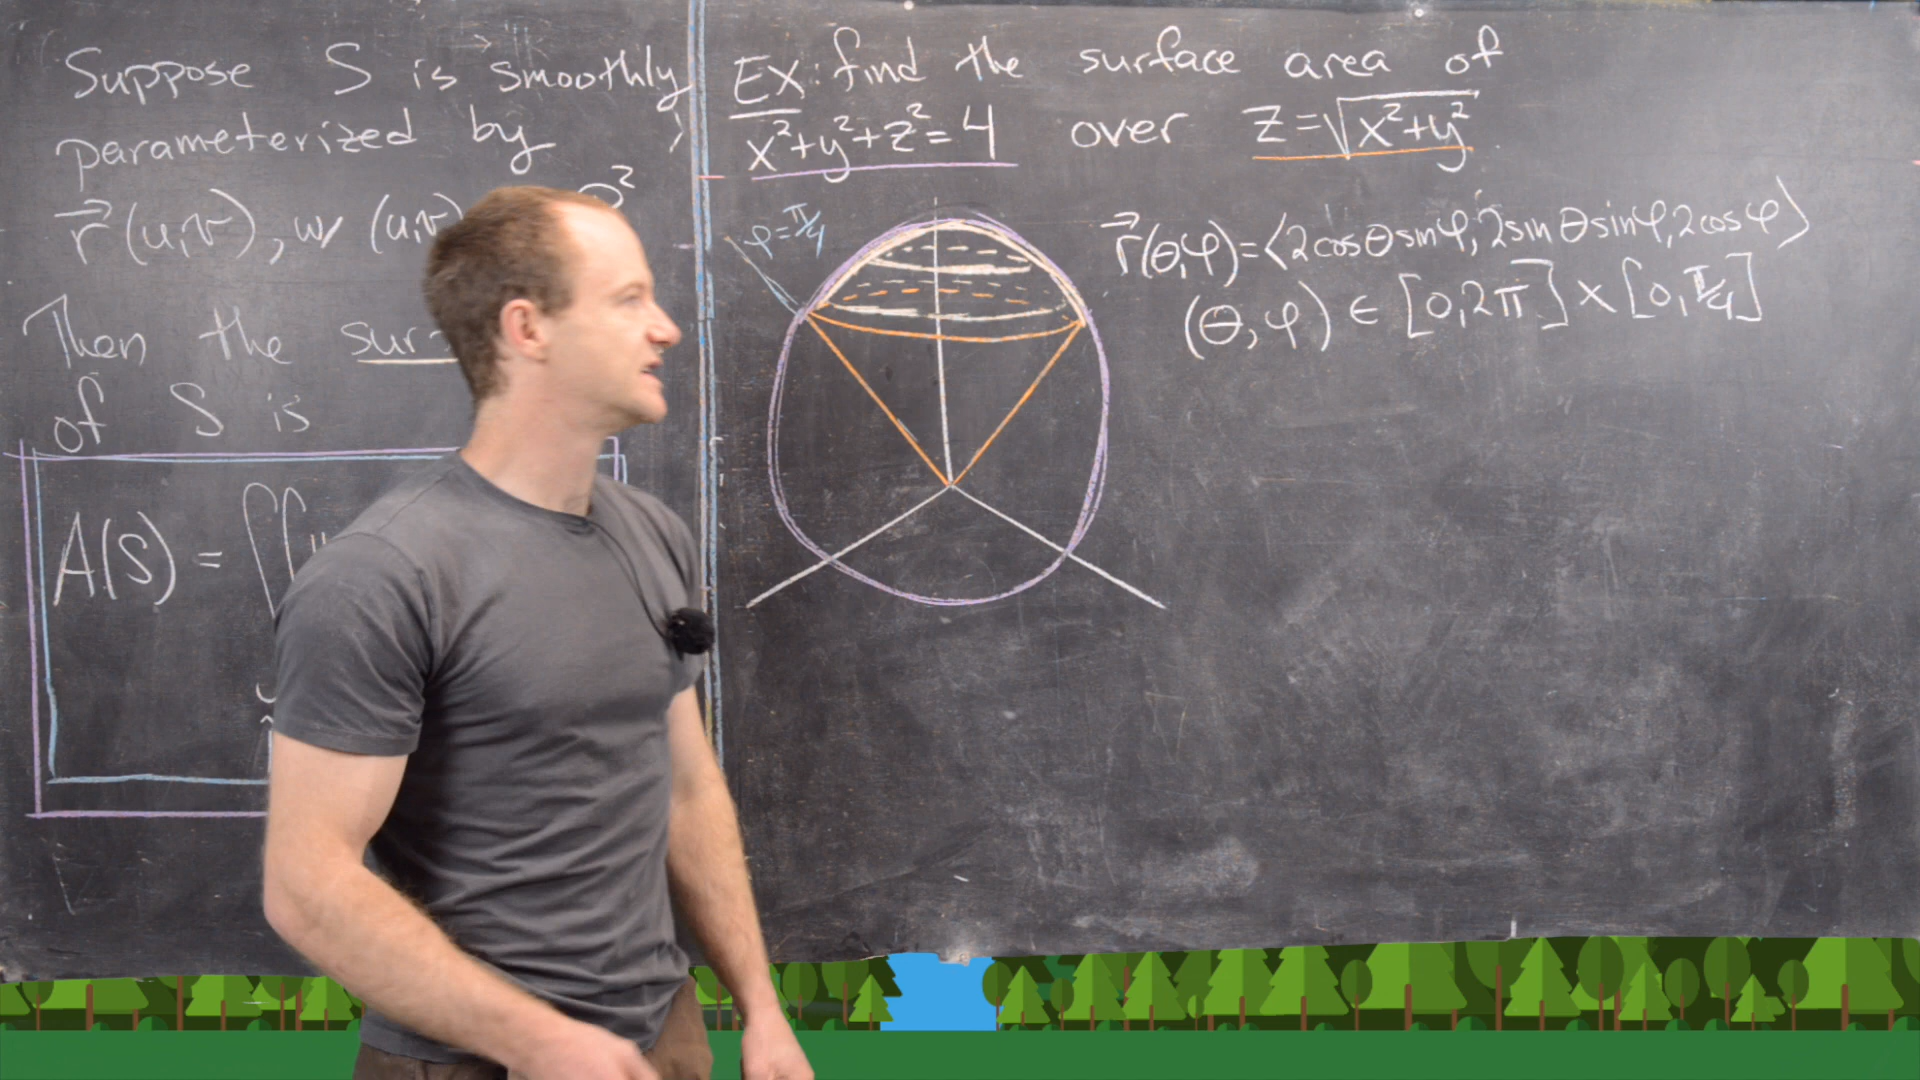 Suppose S is smoothly
parameterized by
r⃗(u,v), w/ (u,v)
Then the
of S is
A(S) = ∬
Ex: find the surface area of
x²+y²+z²=4 over z=√x²+y².
φ=π/4
r⃗(θ,φ)=⟨2cosθsinφ,2sinθsinφ,2cosφ⟩
(θ,φ) ∈ [0,2π]×[0,π/4]